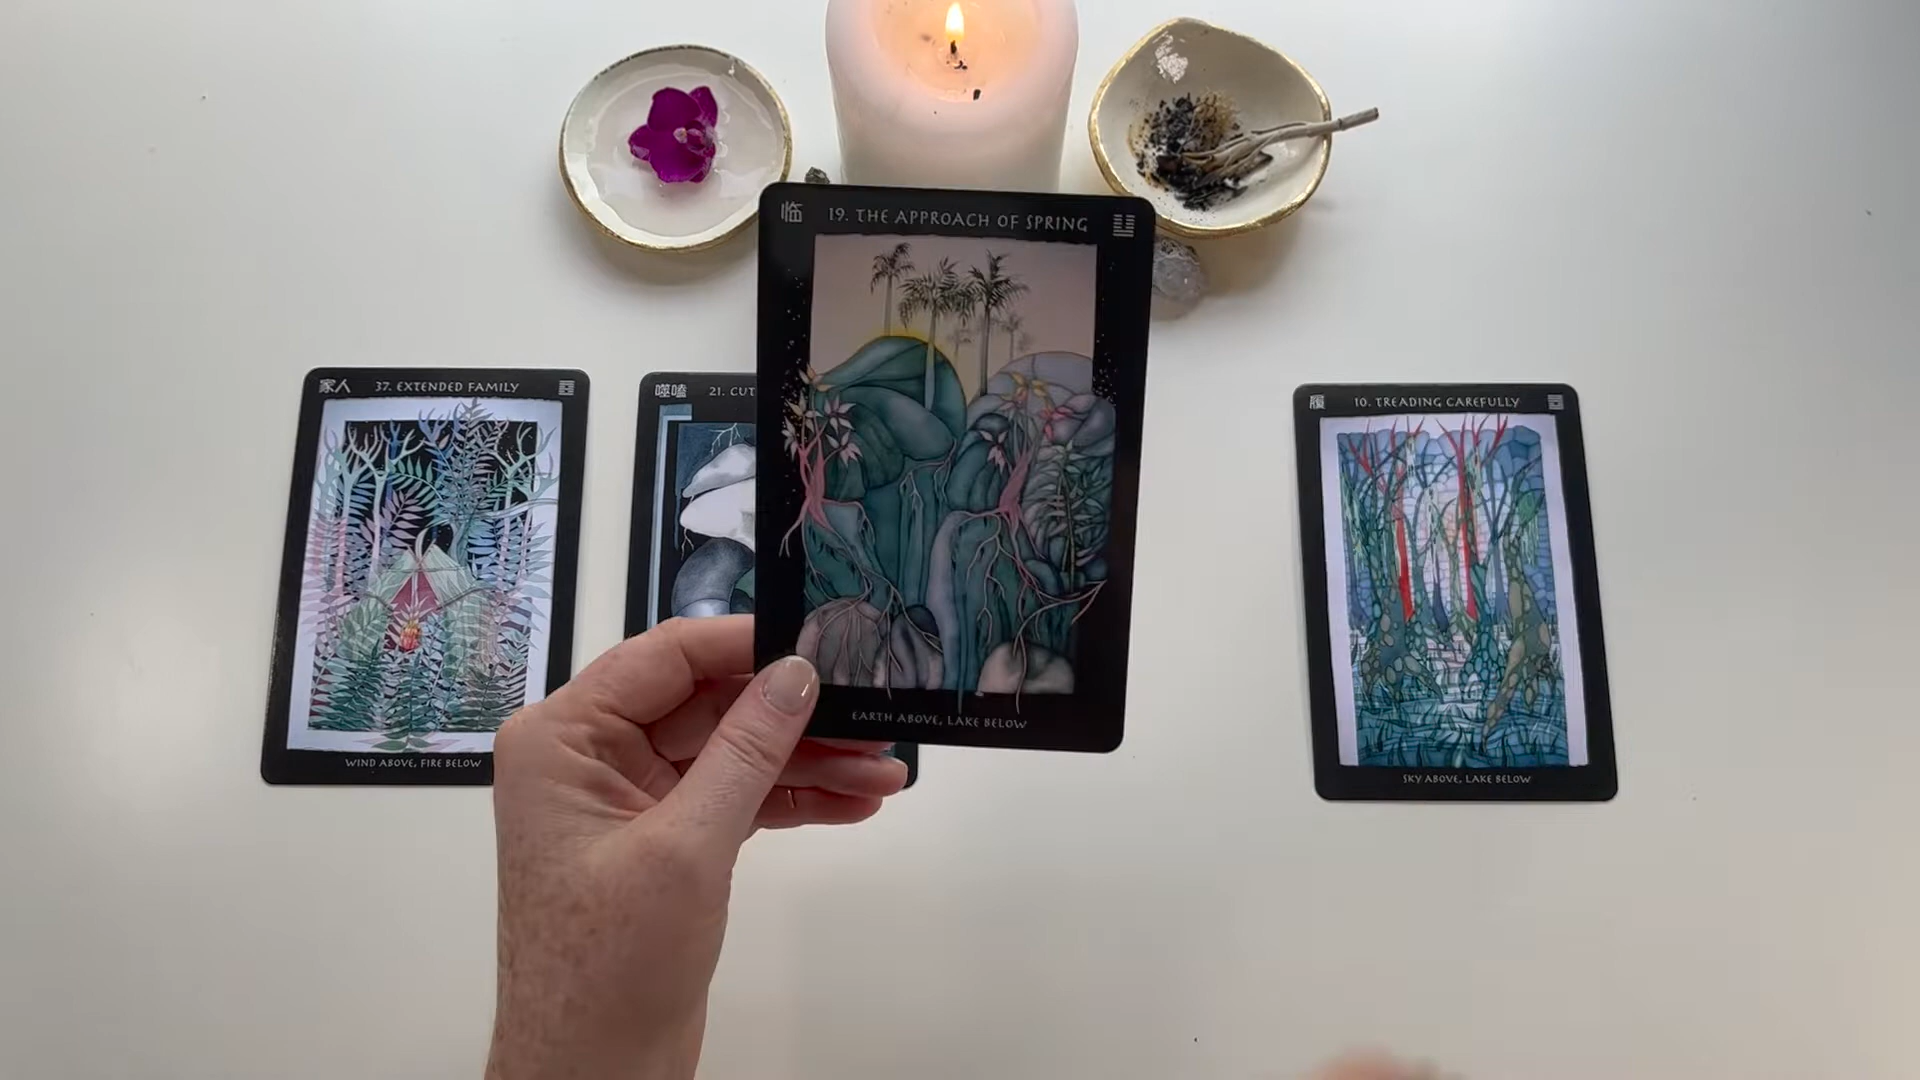 临 19. THE APPROACH OF SPRING
EARTH ABOVE, LAKE BELOW
家人 37. EXTENDED FAMILY
WIND ABOVE, FIRE BELOW
噬嗑 21. CUT
履 10. TREADING CAREFULLY
SKY ABOVE, LAKE BELOW